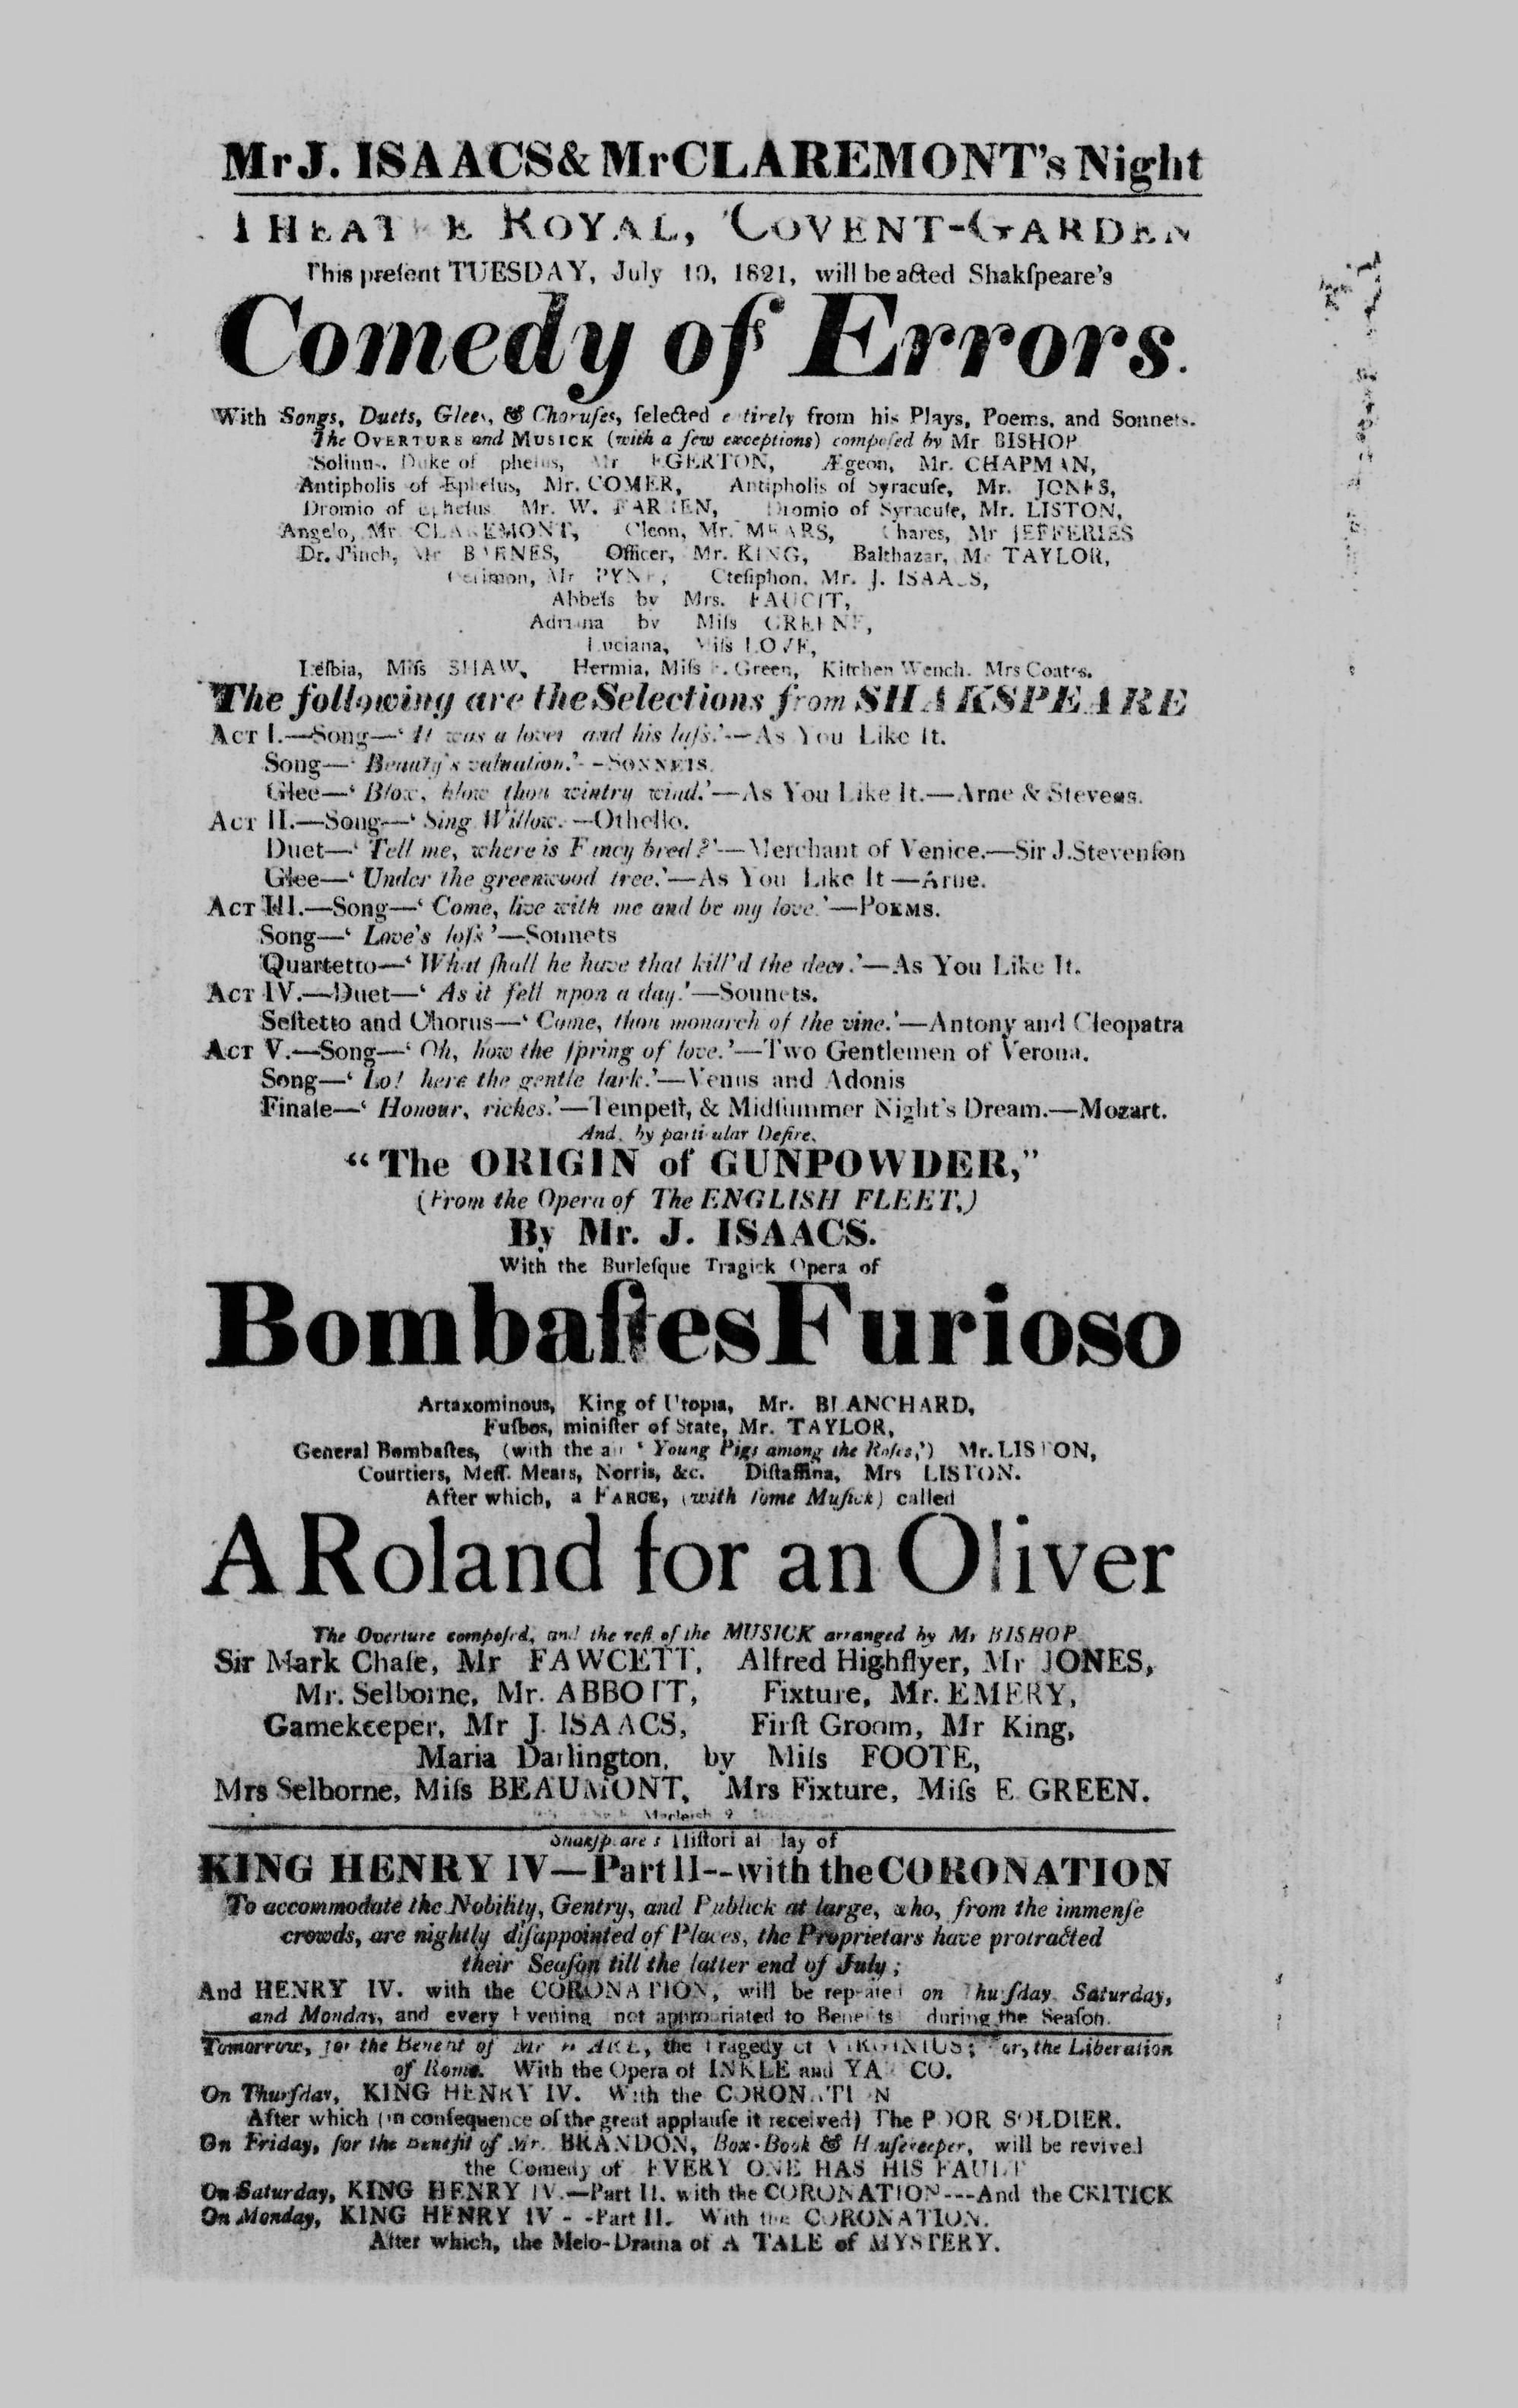 Mr J. ISAACS & Mr CLAREMONT's Night
THEATRE ROYAL, COVENT-GARDEN
This preſent TUESDAY, July 10, 1821, will be acted Shakſpeare's
Comedy of Errors.
With Songs, Duets, Glees, & Choruſes, ſelected entirely from his Plays, Poems, and Sonnets.
The OVERTURE and MUSICK (with a few exceptions) compoſed by Mr BISHOP
Solinus, Duke of Epheſus, Mr EGERTON, Ægeon, Mr. CHAPMAN,
Antipholis of Epheſus, Mr. COMER, Antipholis of Syracuſe, Mr. JONES,
Dromio of Epheſus Mr. W. FARREN, Dromio of Syracuſe, Mr. LISTON,
Angelo, Mr CLAREMONT, Cleon, Mr. MEARS, Chares, Mr JEFFERIES
Dr. Pinch, Mr BARNES, Officer, Mr. KING, Balthazar, Mr TAYLOR,
Cerimon, Mr PYNE, Cteſiphon, Mr. J. ISAACS,
Abbeſs by Mrs. FAUCIT,
Adriana by Miſs GREENE,
Luciana, Miſs LOVE,
Leſbia, Miſs SHAW, Hermia, Miſs Green, Kitchen Wench. Mrs Coates.
The following are the Selections from SHAKSPEARE
ACT I.—Song—‘ It was a lover and his laſs.’—As You Like It.
Song—‘ Beauty's valuation.’--SONNETS.
Glee—‘ Blow, blow thou wintry wind.’—As You Like It.—Arne & Stevens.
ACT II.—Song—‘ Sing Willow. —Othello.
Duet—‘ Tell me, where is Fancy bred?’—Merchant of Venice.—Sir J.Stevenſon
Glee—‘ Under the greenwood tree.’—As You Like It—Arne.
ACT III.—Song—‘ Come, live with me and be my love.’—POEMS.
Song—‘ Love's loſs’—Sonnets
Quartetto—‘ What ſhall he have that kill'd the deer.’—As You Like It.
ACT IV.—Duet—‘ As it fell upon a day.’—Sonnets.
Seſtetto and Chorus—‘ Come, thou monarch of the vine.’—Antony and Cleopatra
ACT V.—Song—‘ Oh, how the ſpring of love.’—Two Gentlemen of Verona.
Song—‘ Lo! here the gentle lark.’—Venus and Adonis
Finale—‘ Honour, riches.’—Tempeſt, & Midſummer Night's Dream.—Mozart.
And, by particular Deſire,
“The ORIGIN of GUNPOWDER,”
(From the Opera of The ENGLISH FLEET,)
By Mr. J. ISAACS.
With the Burleſque Tragick Opera of
Bombaſtes Furioso
Artaxominous, King of Utopia, Mr. BLANCHARD,
Fuſbos, miniſter of State, Mr. TAYLOR,
General Bombaſtes, (with the air ‘ Young Pigs among the Roſes,’) Mr. LISTON,
Courtiers, Meſſ. Mears, Norris, &c. Diſtaffina, Mrs LISTON.
After which, a FARCE, (with ſome Muſick) called
A Roland for an Oliver
The Overture compoſed, and the reſt of the MUSICK arranged by Mr BISHOP
Sir Mark Chaſe, Mr FAWCETT, Alfred Highflyer, Mr JONES,
Mr. Selborne, Mr. ABBOTT, Fixture, Mr. EMERY,
Gamekeeper, Mr J. ISAACS, Firſt Groom, Mr King,
Maria Darlington, by Miſs FOOTE,
Mrs Selborne, Miſs BEAUMONT, Mrs Fixture, Miſs E. GREEN.
Shakſpeare's Hiſtorical Play of
KING HENRY IV—Part II--with the CORONATION
To accommodate the Nobility, Gentry, and Publick at large, who, from the immenſe
crowds, are nightly diſappointed of Places, the Proprietars have protracted
their Seaſon till the latter end of July;
And HENRY IV. with the CORONATION, will be repeated on Thurſday Saturday,
and Monday, and every Evening not appropriated to Benefits during the Seaſon.
Tomorrow, for the Benefit of Mr the Tragedy of VIRGINIUS; or, the Liberation
of Rome. With the Opera of INKLE and YARICO.
On Thurſday, KING HENRY IV. With the CORONATION
After which (in conſequence of the great applauſe it received) The POOR SOLDIER.
On Friday, for the Benefit of Mr. BRANDON, Box-Book & Houſekeeper, will be revived
the Comedy of EVERY ONE HAS HIS FAULT
On Saturday, KING HENRY IV.—Part II. with the CORONATION---And the CRITICK
On Monday, KING HENRY IV - -Part II. With the CORONATION.
After which, the Melo-Drama of A TALE of MYSTERY.